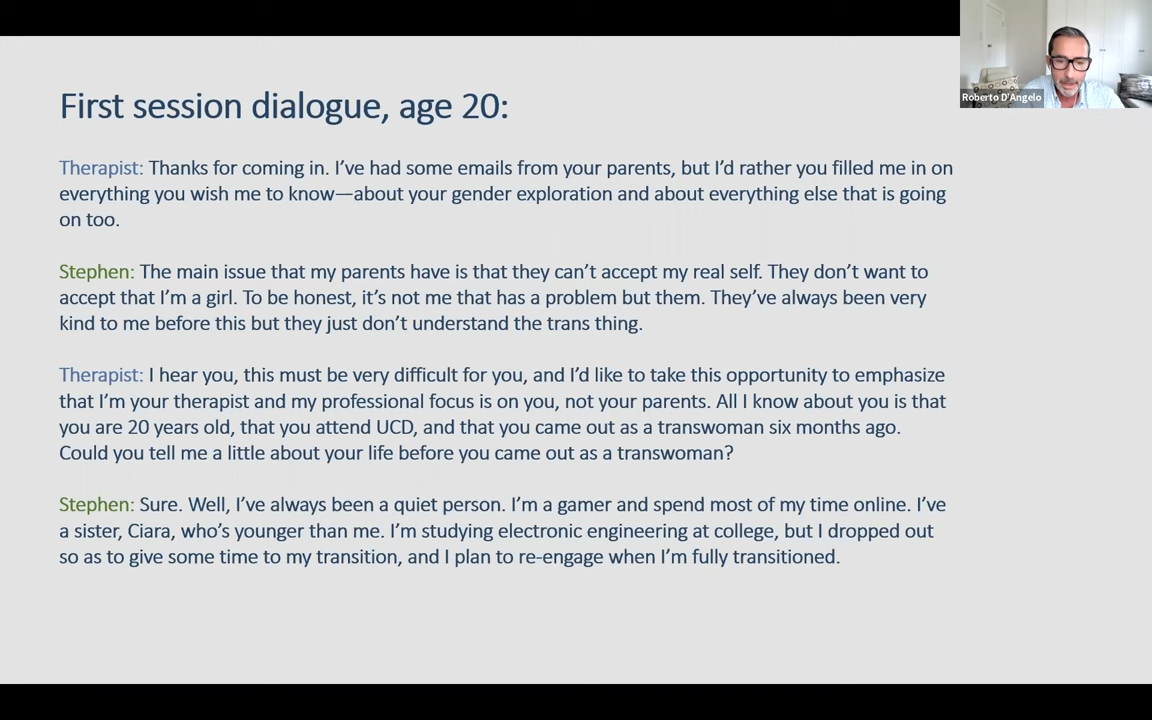 First session dialogue, age 20:
Roberto D'Angelo
Therapist: Thanks for coming in. I’ve had some emails from your parents, but I’d rather you filled me in on
everything you wish me to know—about your gender exploration and about everything else that is going
on too.
Stephen: The main issue that my parents have is that they can’t accept my real self. They don’t want to
accept that I’m a girl. To be honest, it’s not me that has a problem but them. They’ve always been very
kind to me before this but they just don’t understand the trans thing.
Therapist: I hear you, this must be very difficult for you, and I’d like to take this opportunity to emphasize
that I’m your therapist and my professional focus is on you, not your parents. All I know about you is that
you are 20 years old, that you attend UCD, and that you came out as a transwoman six months ago.
Could you tell me a little about your life before you came out as a transwoman?
Stephen: Sure. Well, I’ve always been a quiet person. I’m a gamer and spend most of my time online. I’ve
a sister, Ciara, who’s younger than me. I’m studying electronic engineering at college, but I dropped out
so as to give some time to my transition, and I plan to re-engage when I’m fully transitioned.